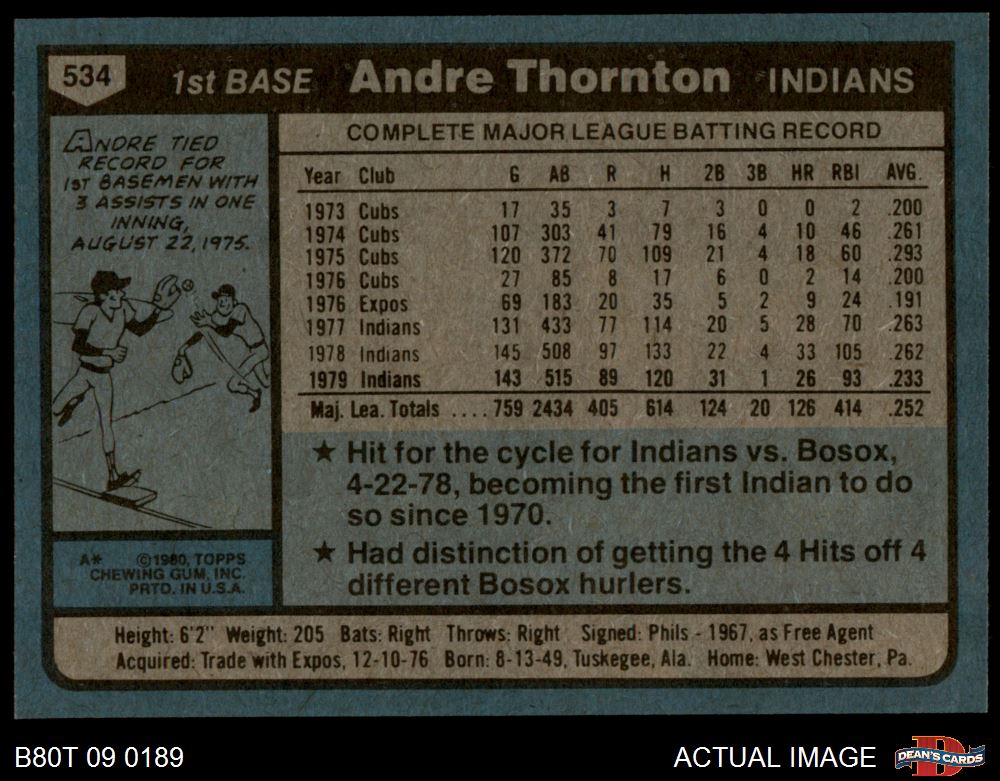 534 1st BASE Andre Thornton INDIANS
ANDRE TIED
RECORD FOR
1ST BASEMEN WITH
3 ASSISTS IN ONE
INNING,
AUGUST 22, 1975.
A* ©1980, TOPPS
CHEWING GUM, INC.
PRTD. IN U.S.A.
COMPLETE MAJOR LEAGUE BATTING RECORD
Year Club G AB R H 2B 3B HR RBI AVG.
1973 Cubs 17 35 3 7 3 0 0 2 .200
1974 Cubs 107 303 41 79 16 4 10 46 .261
1975 Cubs 120 372 70 109 21 4 18 60 .293
1976 Cubs 27 85 8 17 6 0 2 14 .200
1976 Expos 69 183 20 35 5 2 9 24 .191
1977 Indians 131 433 77 114 20 5 28 70 .263
1978 Indians 145 508 97 133 22 4 33 105 .262
1979 Indians 143 515 89 120 31 1 26 93 .233
Maj. Lea. Totals .... 759 2434 405 614 124 20 126 414 .252
★ Hit for the cycle for Indians vs. Bosox,
4-22-78, becoming the first Indian to do
so since 1970.
★ Had distinction of getting the 4 Hits off 4
different Bosox hurlers.
Height: 6'2" Weight: 205 Bats: Right Throws: Right Signed: Phils - 1967, as Free Agent
Acquired: Trade with Expos, 12-10-76 Born: 8-13-49, Tuskegee, Ala. Home: West Chester, Pa.
B80T 09 0189 ACTUAL IMAGE D DEAN'S CARDS